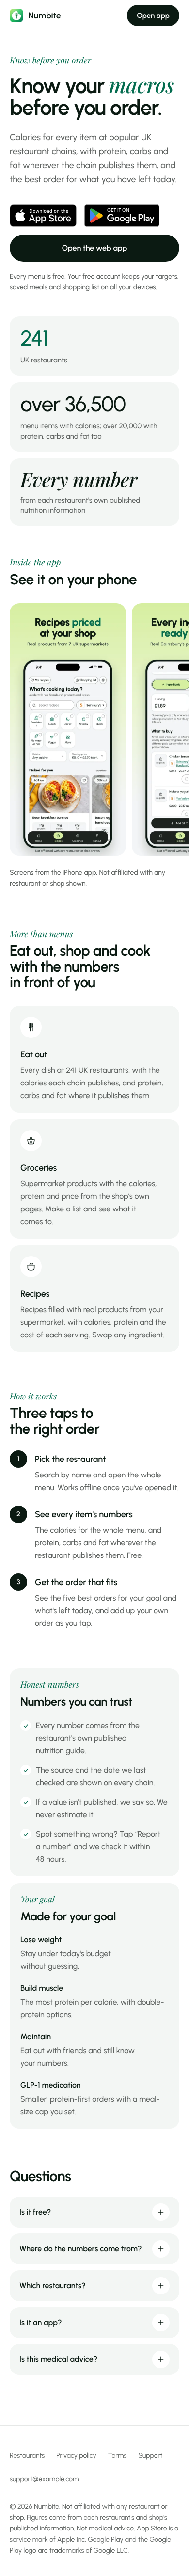 Numbite
Open app
Know before you order
Know your macros
before you order.
Calories for every item at popular UK
restaurant chains, with protein, carbs and
fat wherever the chain publishes them, and
the best order for what you have left today.
Download on the
App Store
GET IT ON
Google Play
Open the web app
Every menu is free. Your free account keeps your targets,
saved meals and shopping list on all your devices.
241
UK restaurants
over 36,500
menu items with calories; over 20,000 with
protein, carbs and fat too
Every number
from each restaurant's own published
nutrition information
Inside the app
See it on your phone
Recipes priced
at your shop
Real products from 7 UK supermarkets
What's cooking today?
Picked for you
Every in
ready
Real Sainsbury's p
£1.89
What to buy
Screens from the iPhone app. Not affiliated with any
restaurant or shop shown.
More than menus
Eat out, shop and cook
with the numbers
in front of you
Eat out
Every dish at 241 UK restaurants, with the
calories each chain publishes, and protein,
carbs and fat where it publishes them.
Groceries
Supermarket products with the calories,
protein and price from the shop's own
pages. Make a list and see what it
comes to.
Recipes
Recipes filled with real products from your
supermarket, with calories, protein and the
cost of each serving. Swap any ingredient.
How it works
Three taps to
the right order
1
Pick the restaurant
Search by name and open the whole
menu. Works offline once you've opened it.
2
See every item's numbers
The calories for the whole menu, and
protein, carbs and fat wherever the
restaurant publishes them. Free.
3
Get the order that fits
See the five best orders for your goal and
what's left today, and add up your own
order as you tap.
Honest numbers
Numbers you can trust
Every number comes from the
restaurant's own published
nutrition guide.
The source and the date we last
checked are shown on every chain.
If a value isn't published, we say so. We
never estimate it.
Spot something wrong? Tap “Report
a number” and we check it within
48 hours.
Your goal
Made for your goal
Lose weight
Stay under today's budget
without guessing.
Build muscle
The most protein per calorie, with double-
protein options.
Maintain
Eat out with friends and still know
your numbers.
GLP-1 medication
Smaller, protein-first orders with a meal-
size cap you set.
Questions
Is it free?
Where do the numbers come from?
Which restaurants?
Is it an app?
Is this medical advice?
Restaurants
Privacy policy
Terms
Support
support@example.com
© 2026 Numbite. Not affiliated with any restaurant or
shop. Figures come from each restaurant's and shop's
published information. Not medical advice. App Store is a
service mark of Apple Inc. Google Play and the Google
Play logo are trademarks of Google LLC.